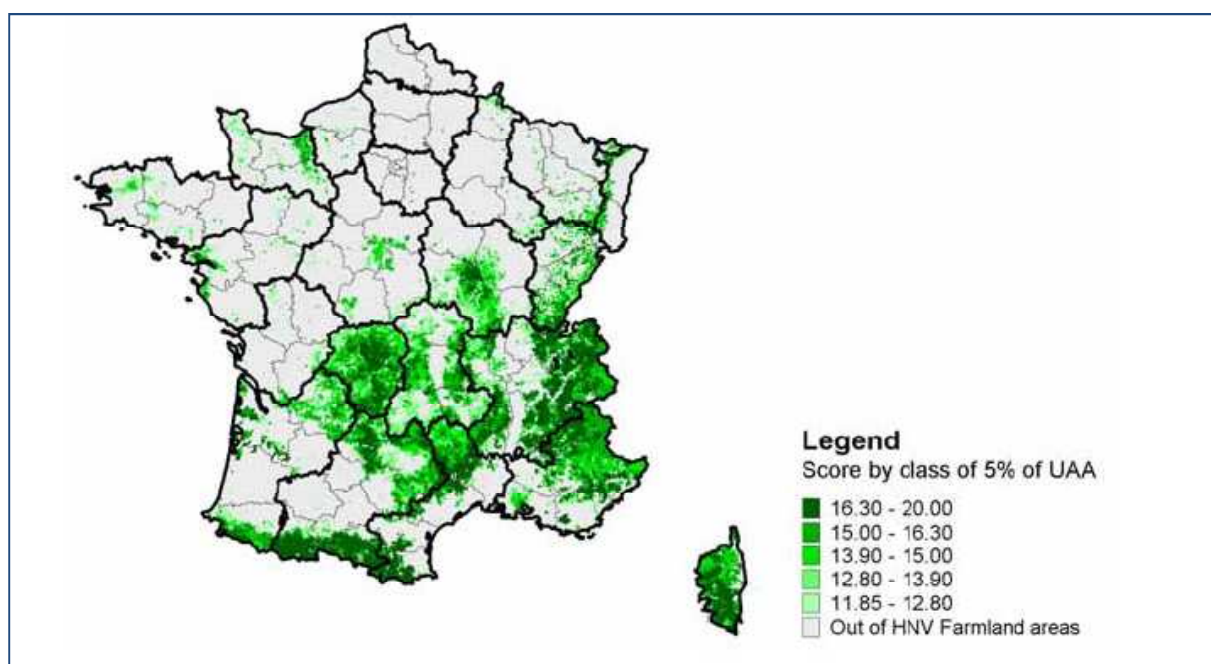 Legend
Score by class of 5% of UAA
16.30 - 20.00
15.00 - 16.30
13.90 - 15.00
12.80 - 13.90
11.85 - 12.80
Out of HNV Farmland areas